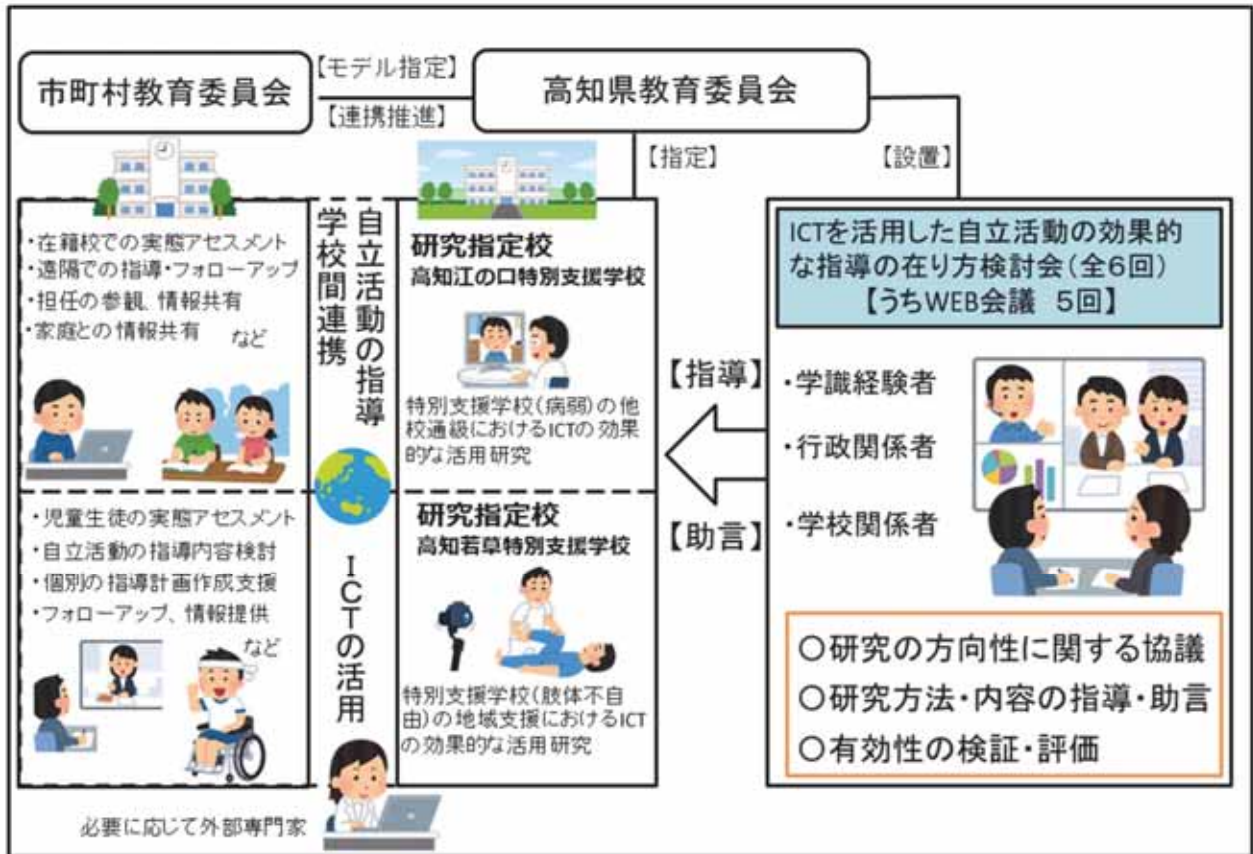 市町村教育委員会
【モデル指定】
【連携推進】
高知県教育委員会
【指定】
【設置】
・在籍校での実態アセスメント
・遠隔での指導・フォローアップ
・担任の参観、情報共有
・家庭との情報共有 など
・児童生徒の実態アセスメント
・自立活動の指導内容検討
・個別の指導計画作成支援
・フォローアップ、情報提供
など
自立活動の指導
学校間連携
ICTの活用
必要に応じて外部専門家
研究指定校
高知江の口特別支援学校
特別支援学校(病弱)の他
校通級におけるICTの効果
的な活用研究
研究指定校
高知若草特別支援学校
特別支援学校(肢体不自
由)の地域支援におけるICT
の効果的な活用研究
【指導】
【助言】
ICTを活用した自立活動の効果的
な指導の在り方検討会(全6回)
【うちWEB会議 5回】
・学識経験者
・行政関係者
・学校関係者
〇研究の方向性に関する協議
〇研究方法・内容の指導・助言
〇有効性の検証・評価